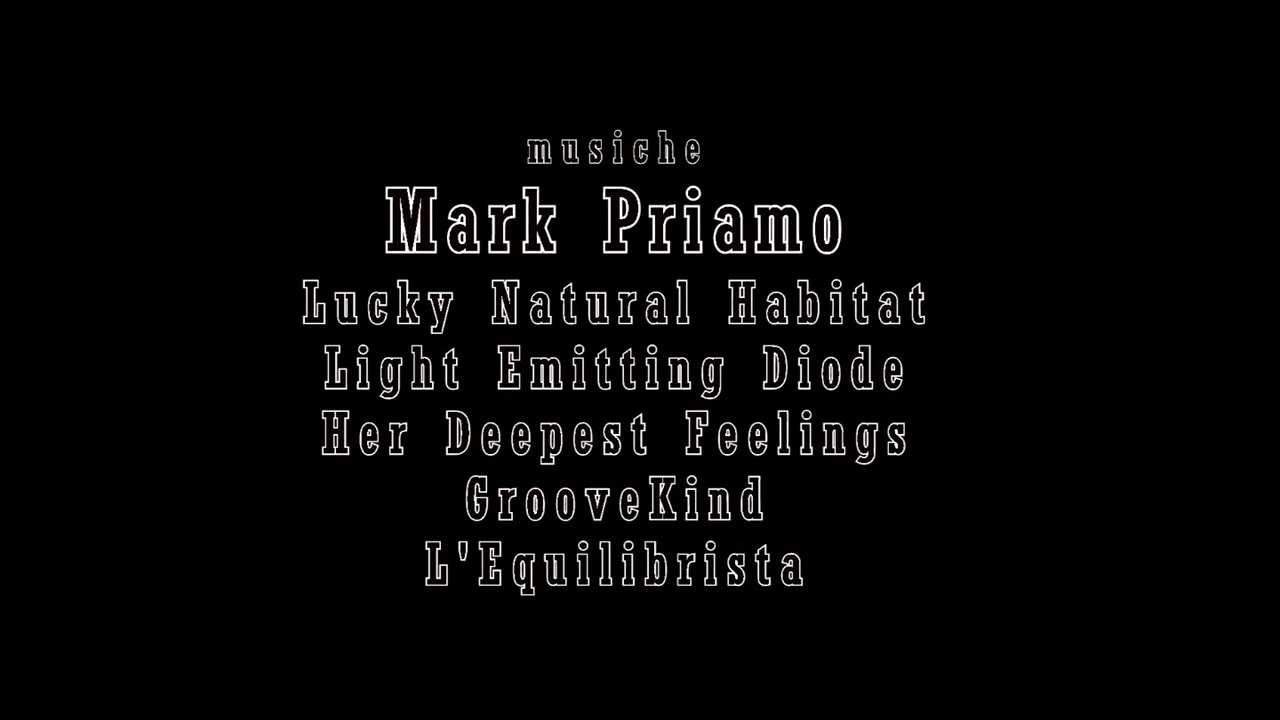 musiche
Mark Priamo
Lucky Natural Habitat
Light Emitting Diode
Her Deepest Feelings
GrooveKind
L'Equilibrista